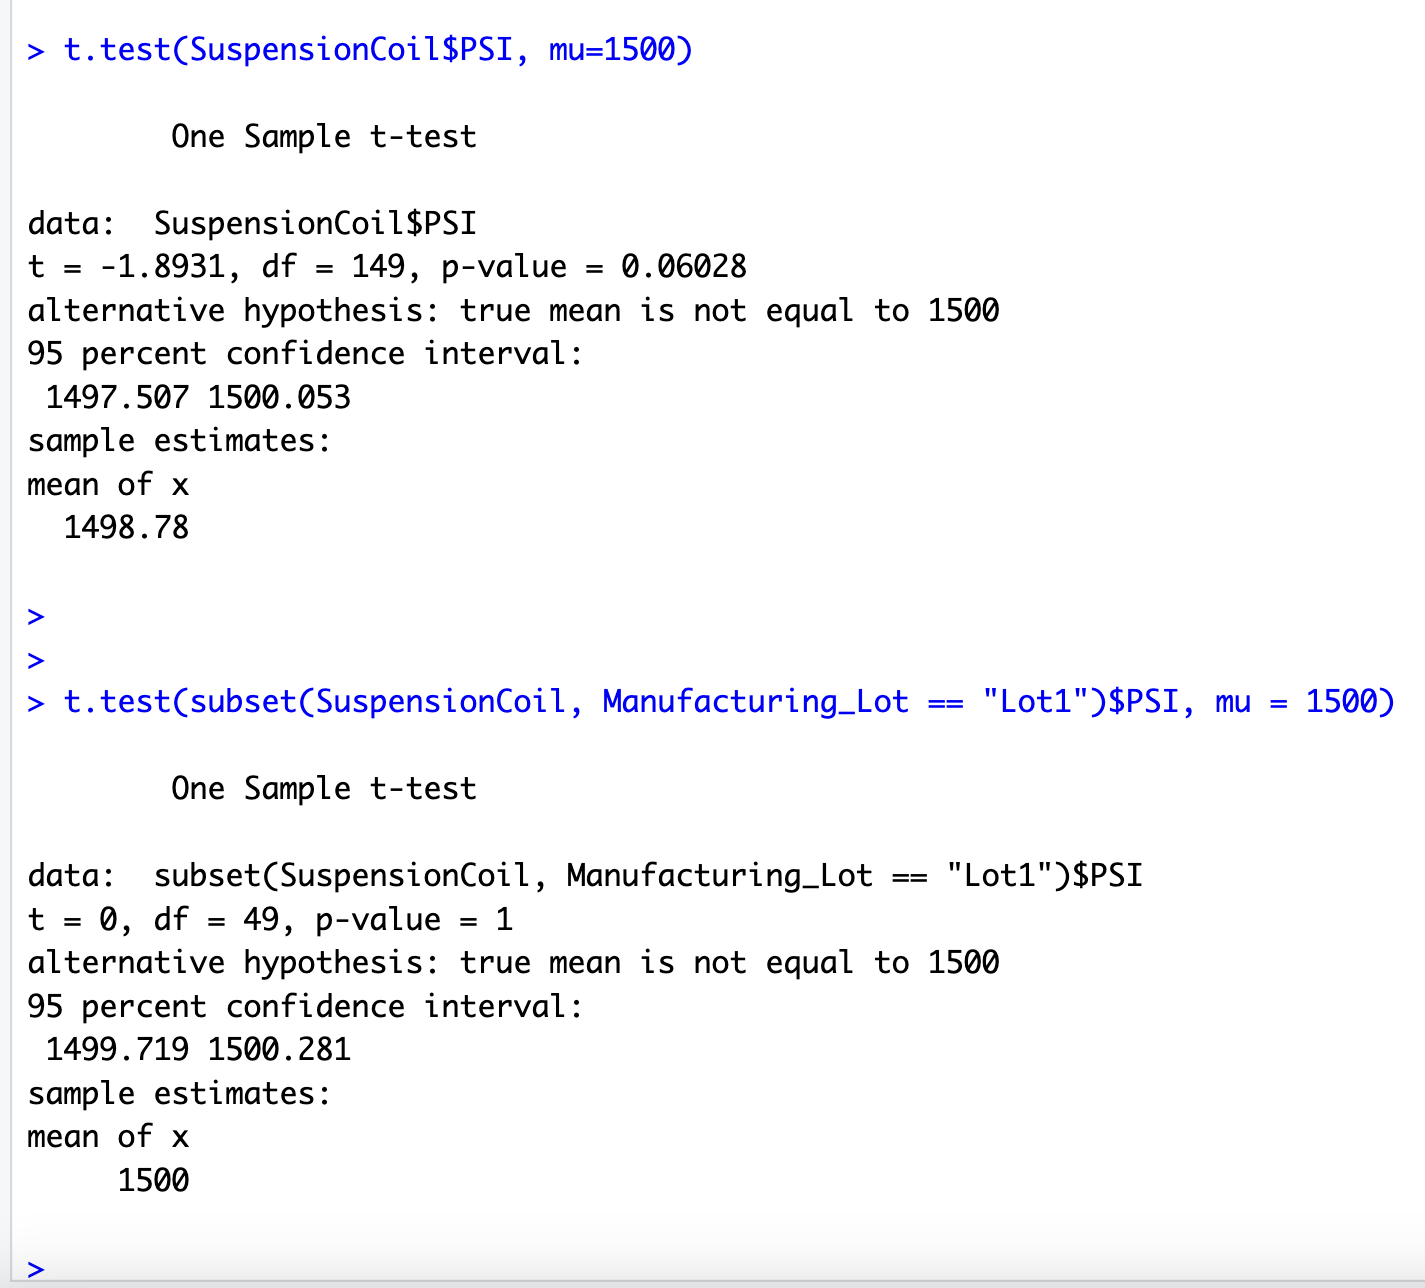 > t.test(SuspensionCoil$PSI, mu=1500)
One Sample t-test
data:  SuspensionCoil$PSI
t = -1.8931, df = 149, p-value = 0.06028
alternative hypothesis: true mean is not equal to 1500
95 percent confidence interval:
1497.507 1500.053
sample estimates:
mean of x
1498.78
>
>
> t.test(subset(SuspensionCoil, Manufacturing_Lot == "Lot1")$PSI, mu = 1500)
One Sample t-test
data:  subset(SuspensionCoil, Manufacturing_Lot == "Lot1")$PSI
t = 0, df = 49, p-value = 1
alternative hypothesis: true mean is not equal to 1500
95 percent confidence interval:
1499.719 1500.281
sample estimates:
mean of x
1500
>